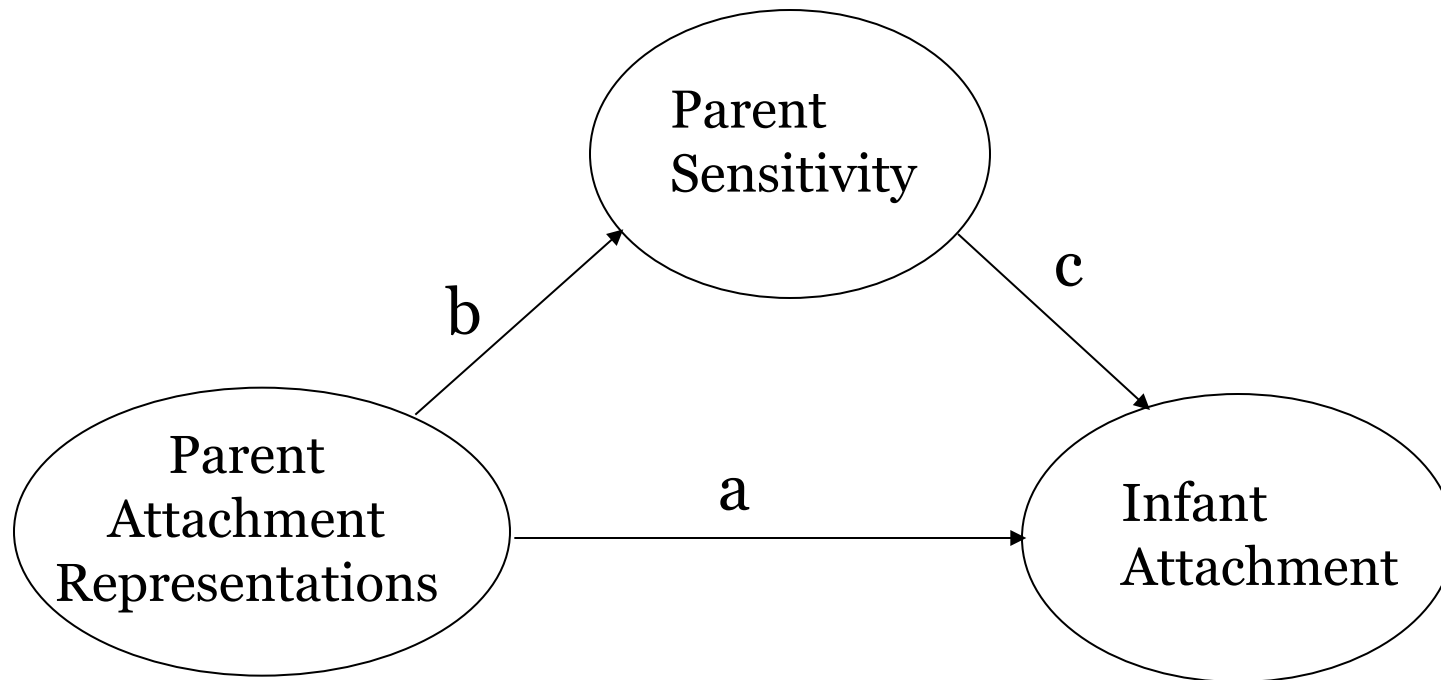 Parent
Sensitivity
b
c
Parent
Attachment
Representations
a
Infant
Attachment